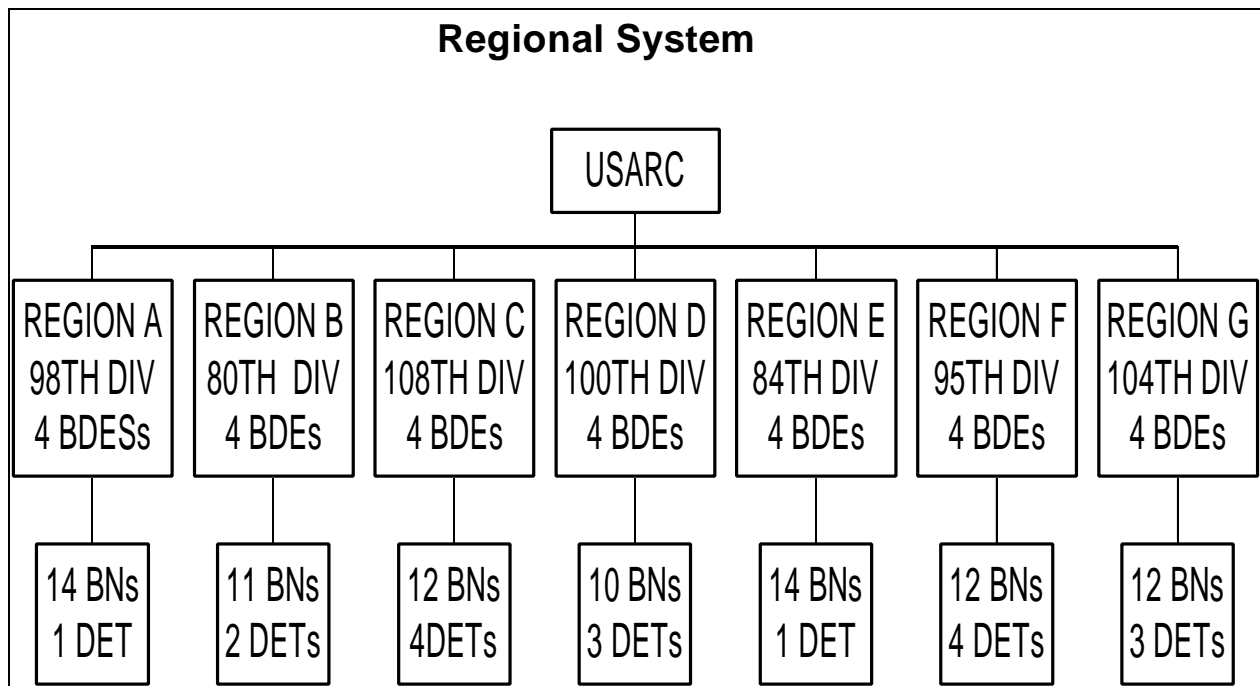 Regional System
USARC
REGION A
98TH DIV
4 BDESs
REGION B
80TH DIV
4 BDEs
REGION C
108TH DIV
4 BDEs
REGION D
100TH DIV
4 BDEs
REGION E
84TH DIV
4 BDEs
REGION F
95TH DIV
4 BDEs
REGION G
104TH DIV
4 BDEs
14 BNs
1 DET
11 BNs
2 DETs
12 BNs
4DETs
10 BNs
3 DETs
14 BNs
1 DET
12 BNs
4 DETs
12 BNs
3 DETs